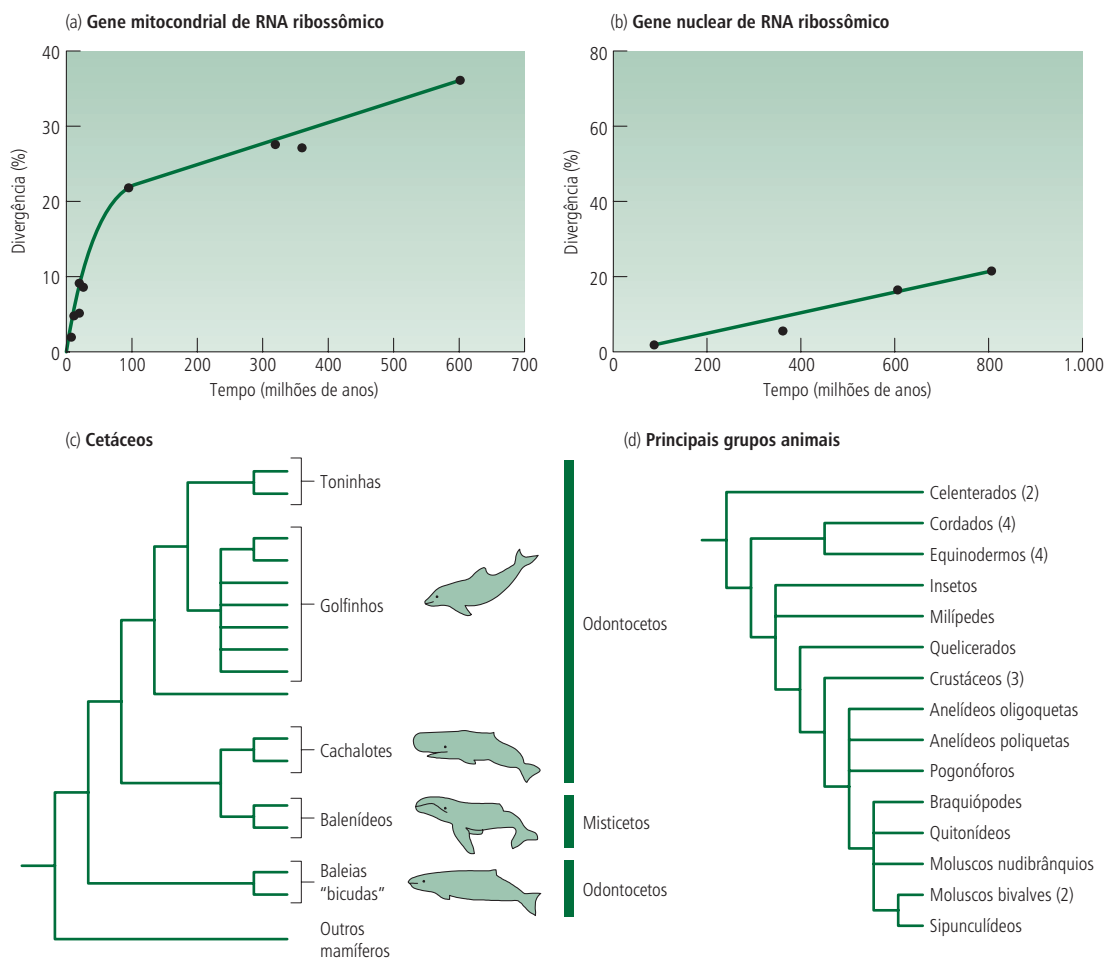 (a) Gene mitocondrial de RNA ribossômico
40
30
20
10
0
Divergência (%)
0 100 200 300 400 500 600 700
Tempo (milhões de anos)
(b) Gene nuclear de RNA ribossômico
80
60
40
20
0
Divergência (%)
0 200 400 600 800 1.000
Tempo (milhões de anos)
(c) Cetáceos
Toninhas
Golfinhos
Cachalotes
Balenídeos
Baleias
"bicudas"
Outros
mamíferos
Odontocetos
Misticetos
Odontocetos
(d) Principais grupos animais
Celenterados (2)
Cordados (4)
Equinodermos (4)
Insetos
Milípedes
Quelicerados
Crustáceos (3)
Anelídeos oligoquetas
Anelídeos poliquetas
Pogonóforos
Braquiópodes
Quitonídeos
Moluscos nudibrânquios
Moluscos bivalves (2)
Sipunculídeos